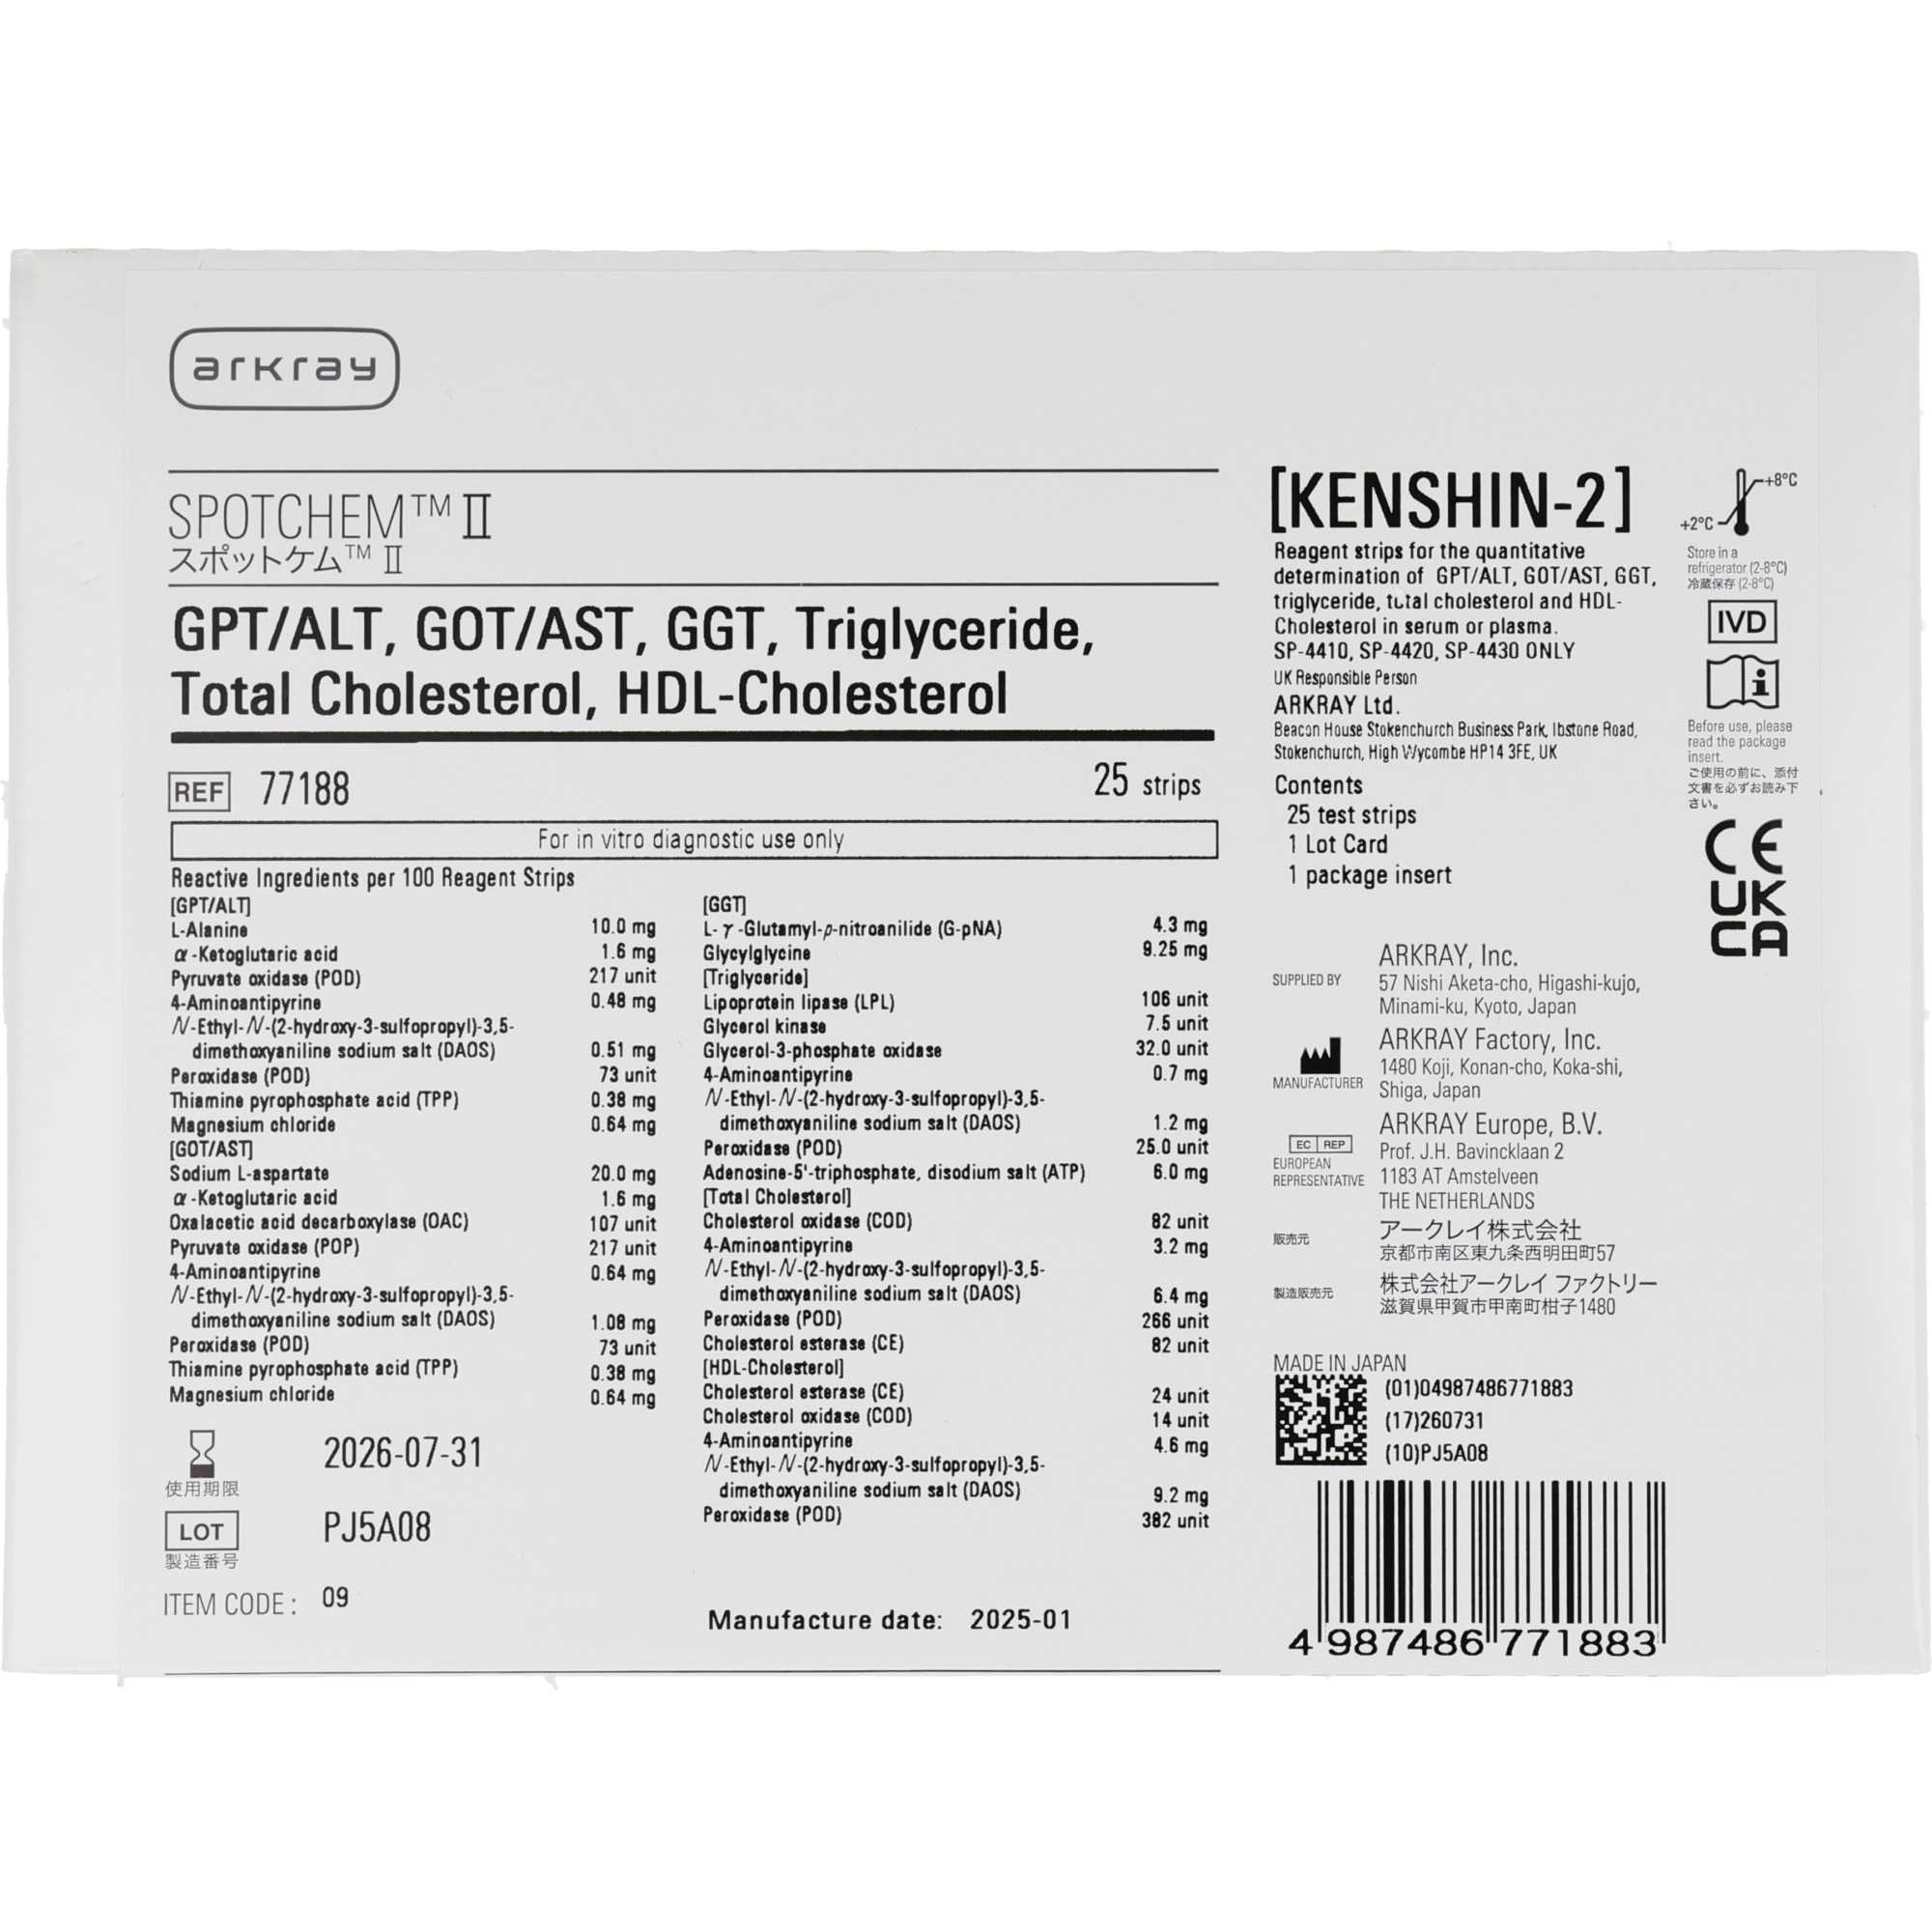 arkray
SPOTCHEM™ II
スポットケム™ II
GPT/ALT, GOT/AST, GGT, Triglyceride,
Total Cholesterol, HDL-Cholesterol
REF 77188 25 strips
For in vitro diagnostic use only
Reactive Ingredients per 100 Reagent Strips
[GPT/ALT]
L-Alanine 10.0 mg
α-Ketoglutaric acid 1.6 mg
Pyruvate oxidase (POD) 217 unit
4-Aminoantipyrine 0.48 mg
N-Ethyl-N-(2-hydroxy-3-sulfopropyl)-3,5-
dimethoxyaniline sodium salt (DAOS) 0.51 mg
Peroxidase (POD) 73 unit
Thiamine pyrophosphate acid (TPP) 0.38 mg
Magnesium chloride 0.64 mg
[GOT/AST]
Sodium L-aspartate 20.0 mg
α-Ketoglutaric acid 1.6 mg
Oxalacetic acid decarboxylase (OAC) 107 unit
Pyruvate oxidase (POP) 217 unit
4-Aminoantipyrine 0.64 mg
N-Ethyl-N-(2-hydroxy-3-sulfopropyl)-3,5-
dimethoxyaniline sodium salt (DAOS) 1.08 mg
Peroxidase (POD) 73 unit
Thiamine pyrophosphate acid (TPP) 0.38 mg
Magnesium chloride 0.64 mg
[GGT]
L-γ-Glutamyl-p-nitroanilide (G-pNA) 4.3 mg
Glycylglycine 9.25 mg
[Triglyceride]
Lipoprotein lipase (LPL) 106 unit
Glycerol kinase 7.5 unit
Glycerol-3-phosphate oxidase 32.0 unit
4-Aminoantipyrine 0.7 mg
N-Ethyl-N-(2-hydroxy-3-sulfopropyl)-3,5-
dimethoxyaniline sodium salt (DAOS) 1.2 mg
Peroxidase (POD) 25.0 unit
Adenosine-5'-triphosphate, disodium salt (ATP) 6.0 mg
[Total Cholesterol]
Cholesterol oxidase (COD) 82 unit
4-Aminoantipyrine 3.2 mg
N-Ethyl-N-(2-hydroxy-3-sulfopropyl)-3,5-
dimethoxyaniline sodium salt (DAOS) 6.4 mg
Peroxidase (POD) 266 unit
Cholesterol esterase (CE) 82 unit
[HDL-Cholesterol]
Cholesterol esterase (CE) 24 unit
Cholesterol oxidase (COD) 14 unit
4-Aminoantipyrine 4.6 mg
N-Ethyl-N-(2-hydroxy-3-sulfopropyl)-3,5-
dimethoxyaniline sodium salt (DAOS) 9.2 mg
Peroxidase (POD) 382 unit
2026-07-31
使用期限
LOT PJ5A08
製造番号
ITEM CODE: 09
Manufacture date: 2025-01
[KENSHIN-2]
Reagent strips for the quantitative
determination of GPT/ALT, GOT/AST, GGT,
triglyceride, total cholesterol and HDL-
Cholesterol in serum or plasma.
SP-4410, SP-4420, SP-4430 ONLY
UK Responsible Person
ARKRAY Ltd.
Beacon House Stokenchurch Business Park, Ibstone Road,
Stokenchurch, High Wycombe HP14 3FE, UK
Contents
25 test strips
1 Lot Card
1 package insert
+8°C
+2°C
Store in a
refrigerator (2-8°C)
冷蔵保存 (2-8°C)
IVD
Before use, please
read the package
insert.
ご使用の前に、添付
文書を必ずお読み下
さい。
CE
UK
CA
SUPPLIED BY
ARKRAY, Inc.
57 Nishi Aketa-cho, Higashi-kujo,
Minami-ku, Kyoto, Japan
MANUFACTURER
ARKRAY Factory, Inc.
1480 Koji, Konan-cho, Koka-shi,
Shiga, Japan
EC REP
EUROPEAN
REPRESENTATIVE
ARKRAY Europe, B.V.
Prof. J.H. Bavincklaan 2
1183 AT Amstelveen
THE NETHERLANDS
販売元
アークレイ株式会社
京都市南区東九条西明田町57
製造販売元
株式会社アークレイ ファクトリー
滋賀県甲賀市甲南町柑子1480
MADE IN JAPAN
(01)04987486771883
(17)260731
(10)PJ5A08
4 987486 771883